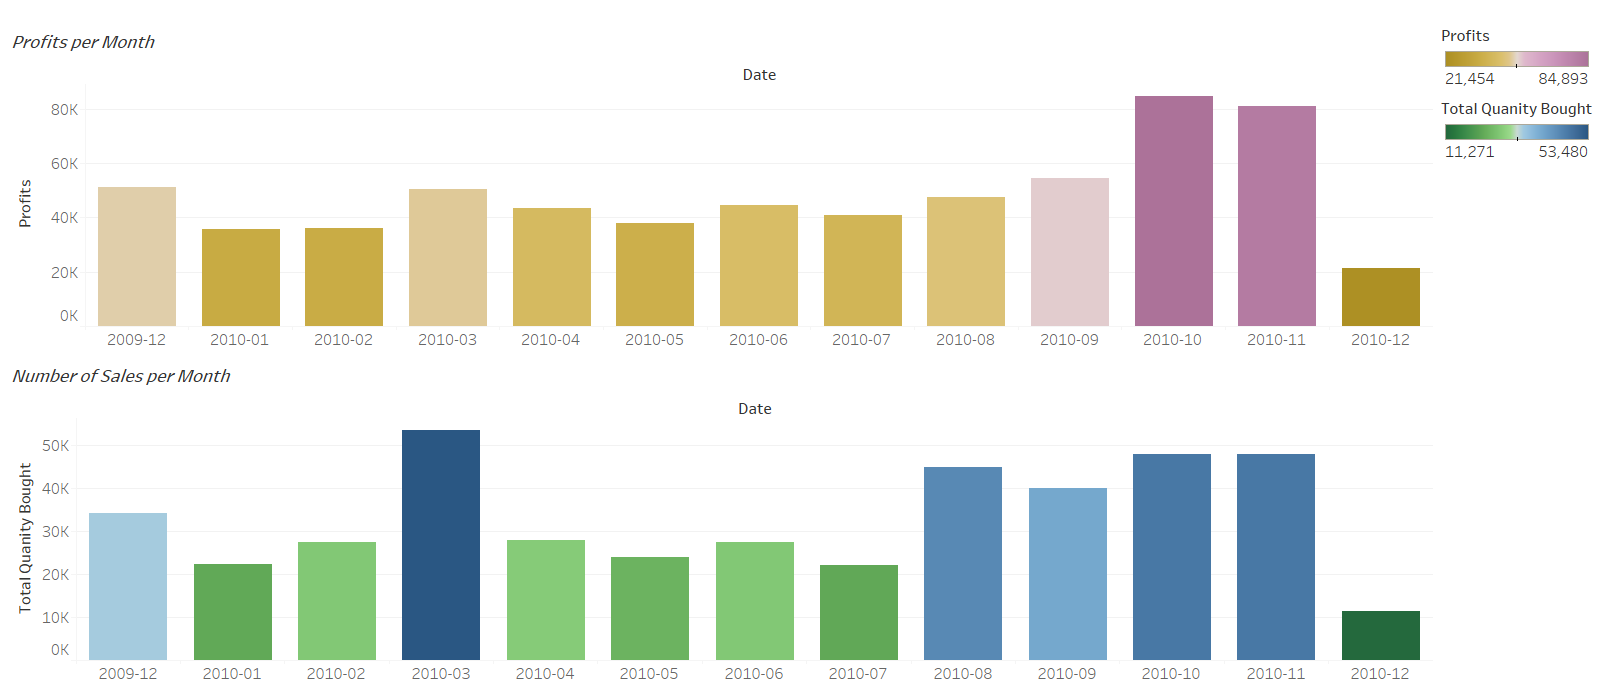 Profits per Month
Date
Profits
80K
60K
40K
20K
0K
2009-12 2010-01 2010-02 2010-03 2010-04 2010-05 2010-06 2010-07 2010-08 2010-09 2010-10 2010-11 2010-12
Number of Sales per Month
Date
Total Quanity Bought
50K
40K
30K
20K
10K
0K
2009-12 2010-01 2010-02 2010-03 2010-04 2010-05 2010-06 2010-07 2010-08 2010-09 2010-10 2010-11 2010-12
Profits
21,454 84,893
Total Quanity Bought
11,271 53,480